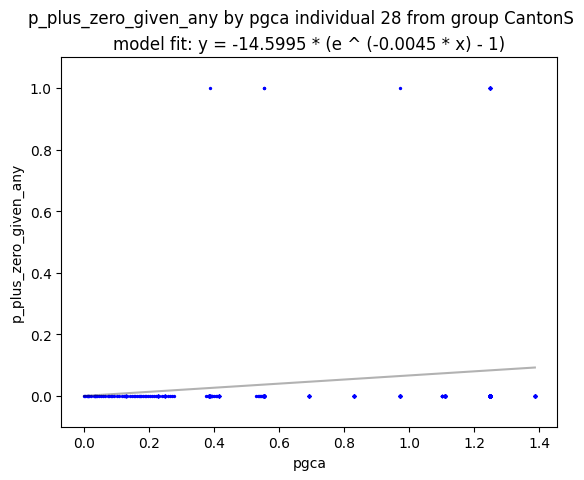 p_plus_zero_given_any by pgca individual 28 from group CantonS
model fit: y = -14.5995 * (e ^ (-0.0045 * x) - 1)
1.0
0.8
0.6
0.4
0.2
0.0
p_plus_zero_given_any
0.0 0.2 0.4 0.6 0.8 1.0 1.2 1.4
pgca